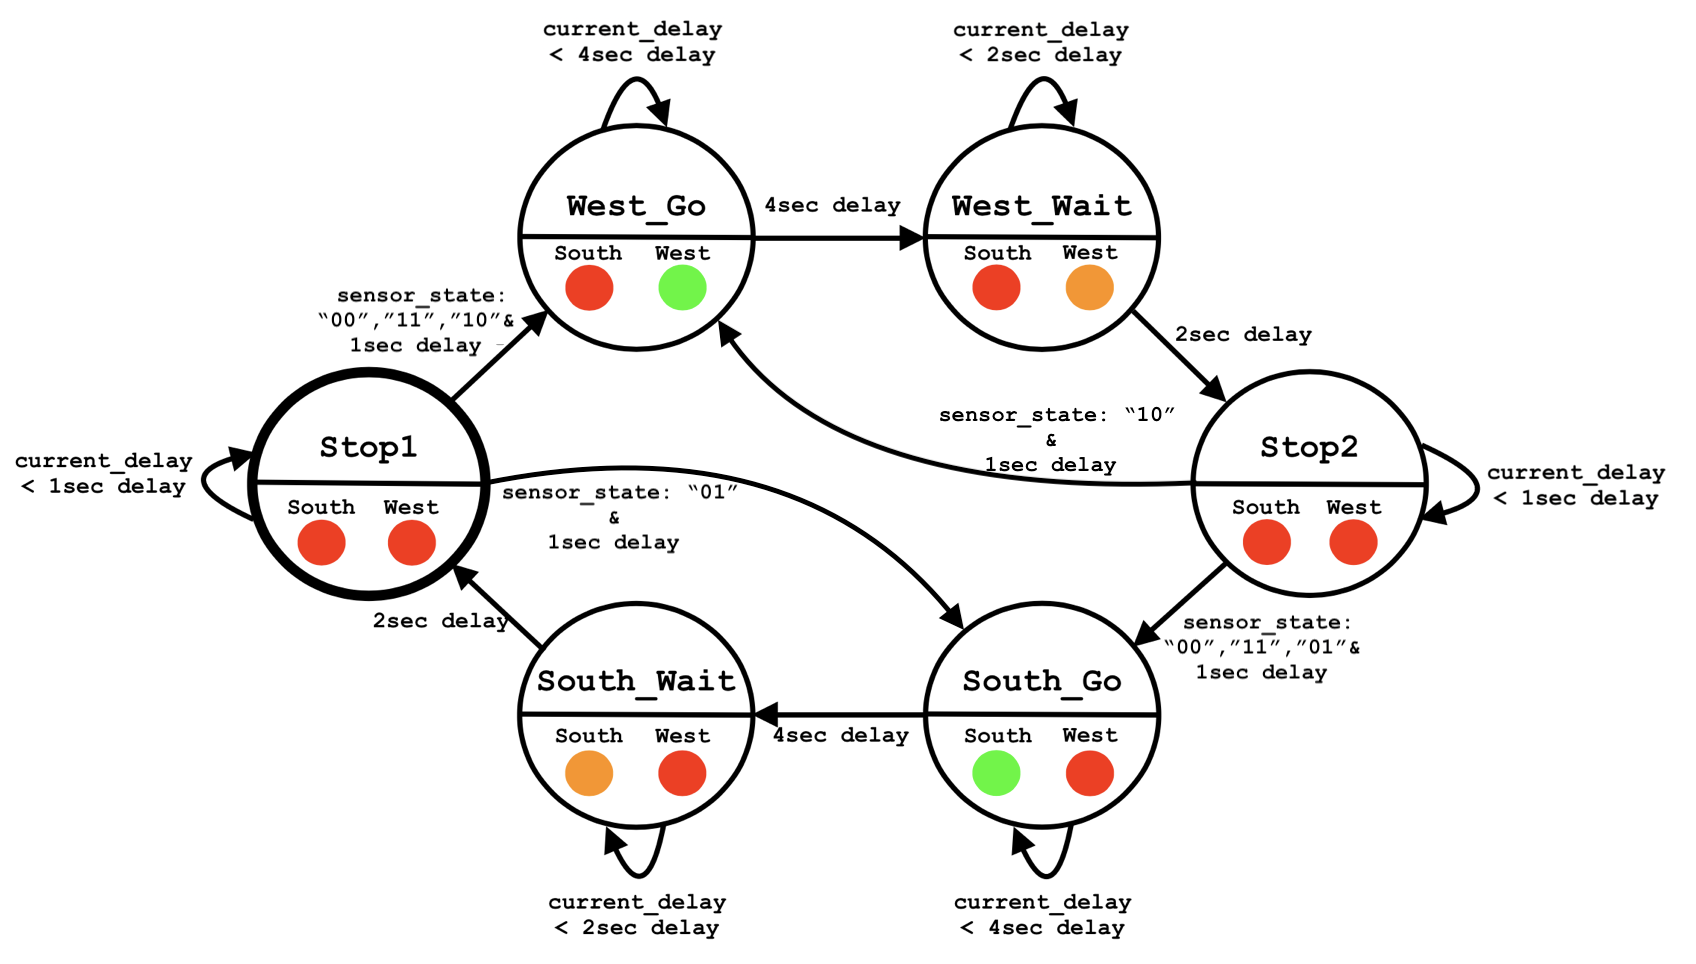 current_delay
< 4sec delay
current_delay
< 2sec delay
West_Go
South West
4sec delay
West_Wait
South West
sensor_state:
“00”,”11”,”10”&
1sec delay
2sec delay
sensor_state: “10”
&
1sec delay
Stop1
South West
current_delay
< 1sec delay
Stop2
South West
current_delay
< 1sec delay
sensor_state: “01”
&
1sec delay
2sec delay
sensor_state:
“00”,”11”,”01”&
1sec delay
South_Wait
South West
4sec delay
South_Go
South West
current_delay
< 2sec delay
current_delay
< 4sec delay